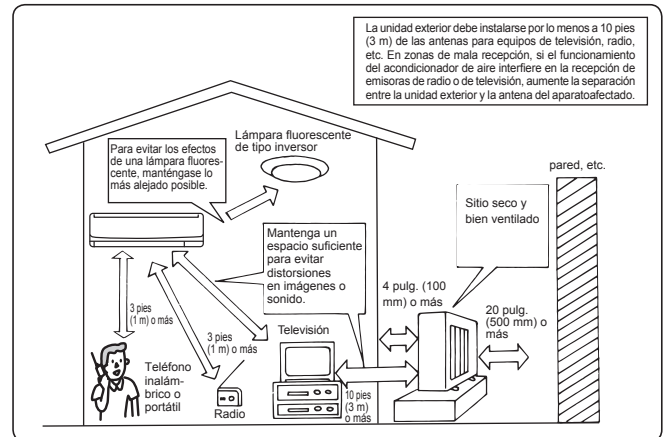 La unidad exterior debe instalarse por lo menos a 10 pies
(3 m) de las antenas para equipos de televisión, radio,
etc. En zonas de mala recepción, si el funcionamiento
del acondicionador de aire interfiere en la recepción de
emisoras de radio o de televisión, aumente la separación
entre la unidad exterior y la antena del aparatoafectado.
Para evitar los efectos
de una lámpara fluores-
cente, manténgase lo
más alejado posible.
Lámpara fluorescente
de tipo inversor
pared, etc.
Sitio seco y
bien ventilado
Mantenga un
espacio suficiente
para evitar
distorsiones
en imágenes o
sonido.
4 pulg. (100
mm) o más
20 pulg.
(500 mm) o
más
3 pies
(1 m) o más
3 pies
(1 m) o más
Televisión
Teléfono
inalám-
brico o
portátil
Radio
10 pies
(3 m)
o más